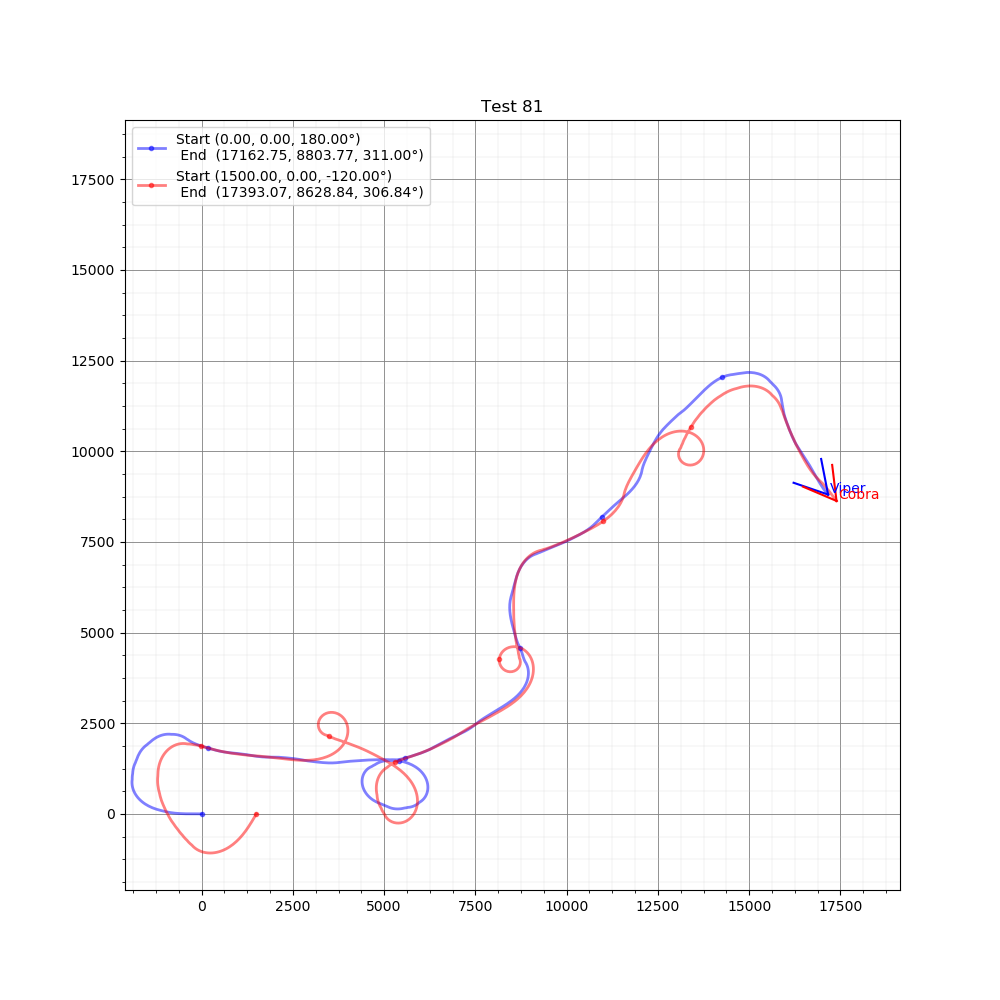 Test 81
Start (0.00, 0.00, 180.00°)
End  (17162.75, 8803.77, 311.00°)
Start (1500.00, 0.00, -120.00°)
End  (17393.07, 8628.84, 306.84°)
17500
15000
12500
10000
7500
5000
2500
0
Viper
Cobra
0 2500 5000 7500 10000 12500 15000 17500